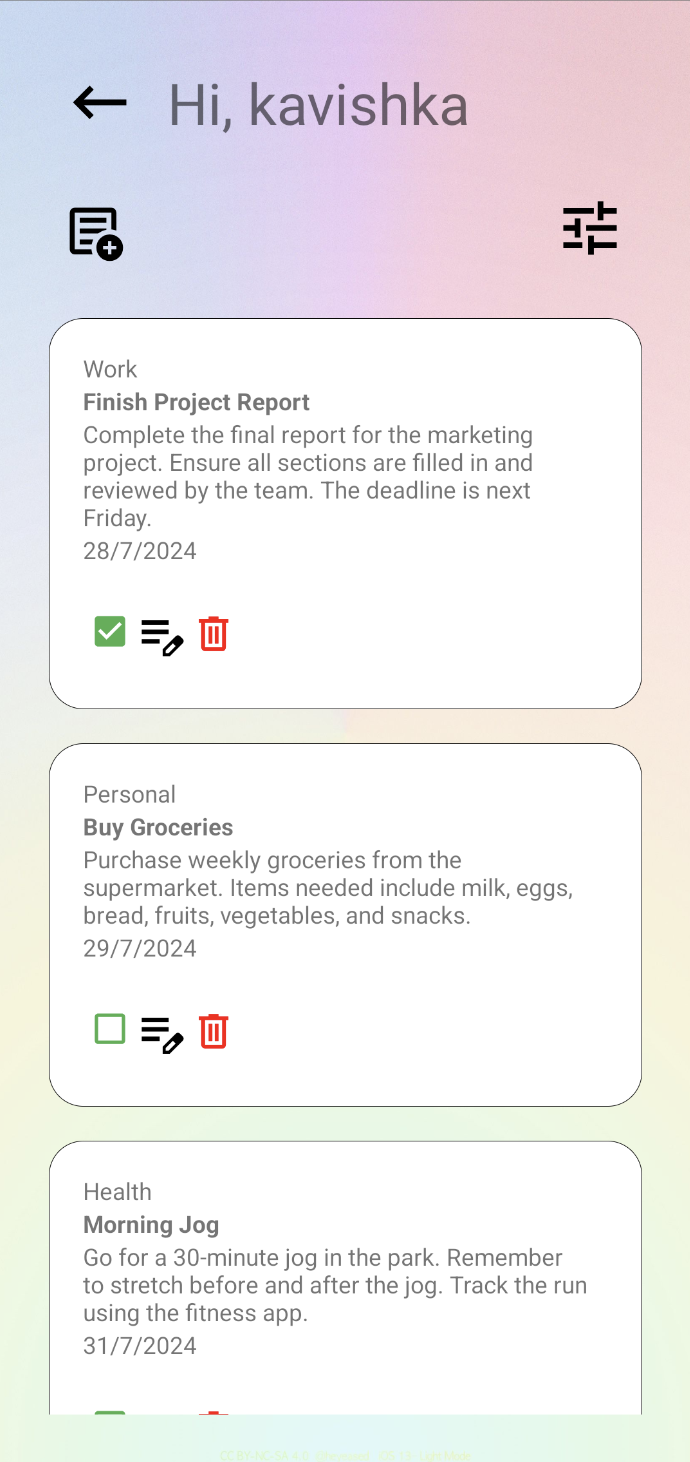 Hi, kavishka
Work
Finish Project Report
Complete the final report for the marketing
project. Ensure all sections are filled in and
reviewed by the team. The deadline is next
Friday.
28/7/2024
Personal
Buy Groceries
Purchase weekly groceries from the
supermarket. Items needed include milk, eggs,
bread, fruits, vegetables, and snacks.
29/7/2024
Health
Morning Jog
Go for a 30-minute jog in the park. Remember
to stretch before and after the jog. Track the run
using the fitness app.
31/7/2024